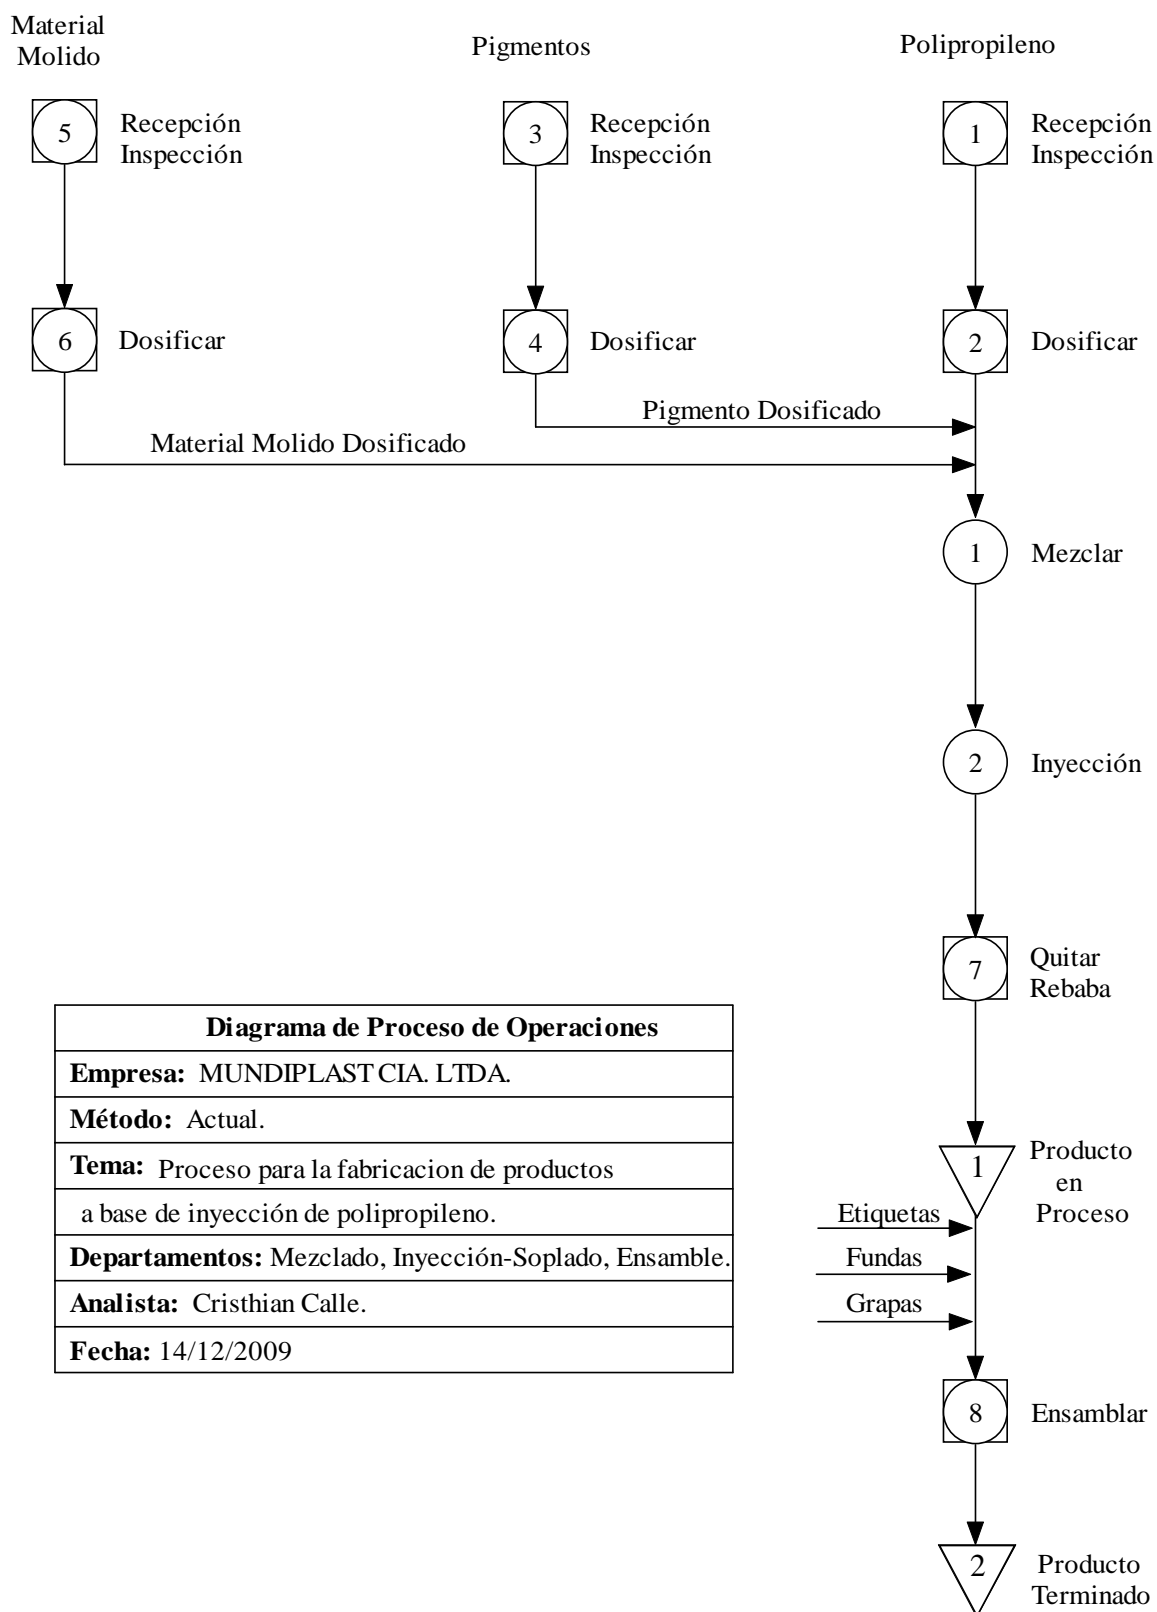 Material
Molido
Pigmentos
Polipropileno
5
Recepción
Inspección
3
Recepción
Inspección
1
Recepción
Inspección
6
Dosificar
4
Dosificar
2
Dosificar
Pigmento Dosificado
Material Molido Dosificado
1
Mezclar
2
Inyección
7
Quitar
Rebaba
Diagrama de Proceso de Operaciones
Empresa: MUNDIPLAST CIA. LTDA.
Método: Actual.
Tema: Proceso para la fabricacion de productos
a base de inyección de polipropileno.
Departamentos: Mezclado, Inyección-Soplado, Ensamble.
Analista: Cristhian Calle.
Fecha: 14/12/2009
1
Producto
en
Proceso
Etiquetas
Fundas
Grapas
8
Ensamblar
2
Producto
Terminado